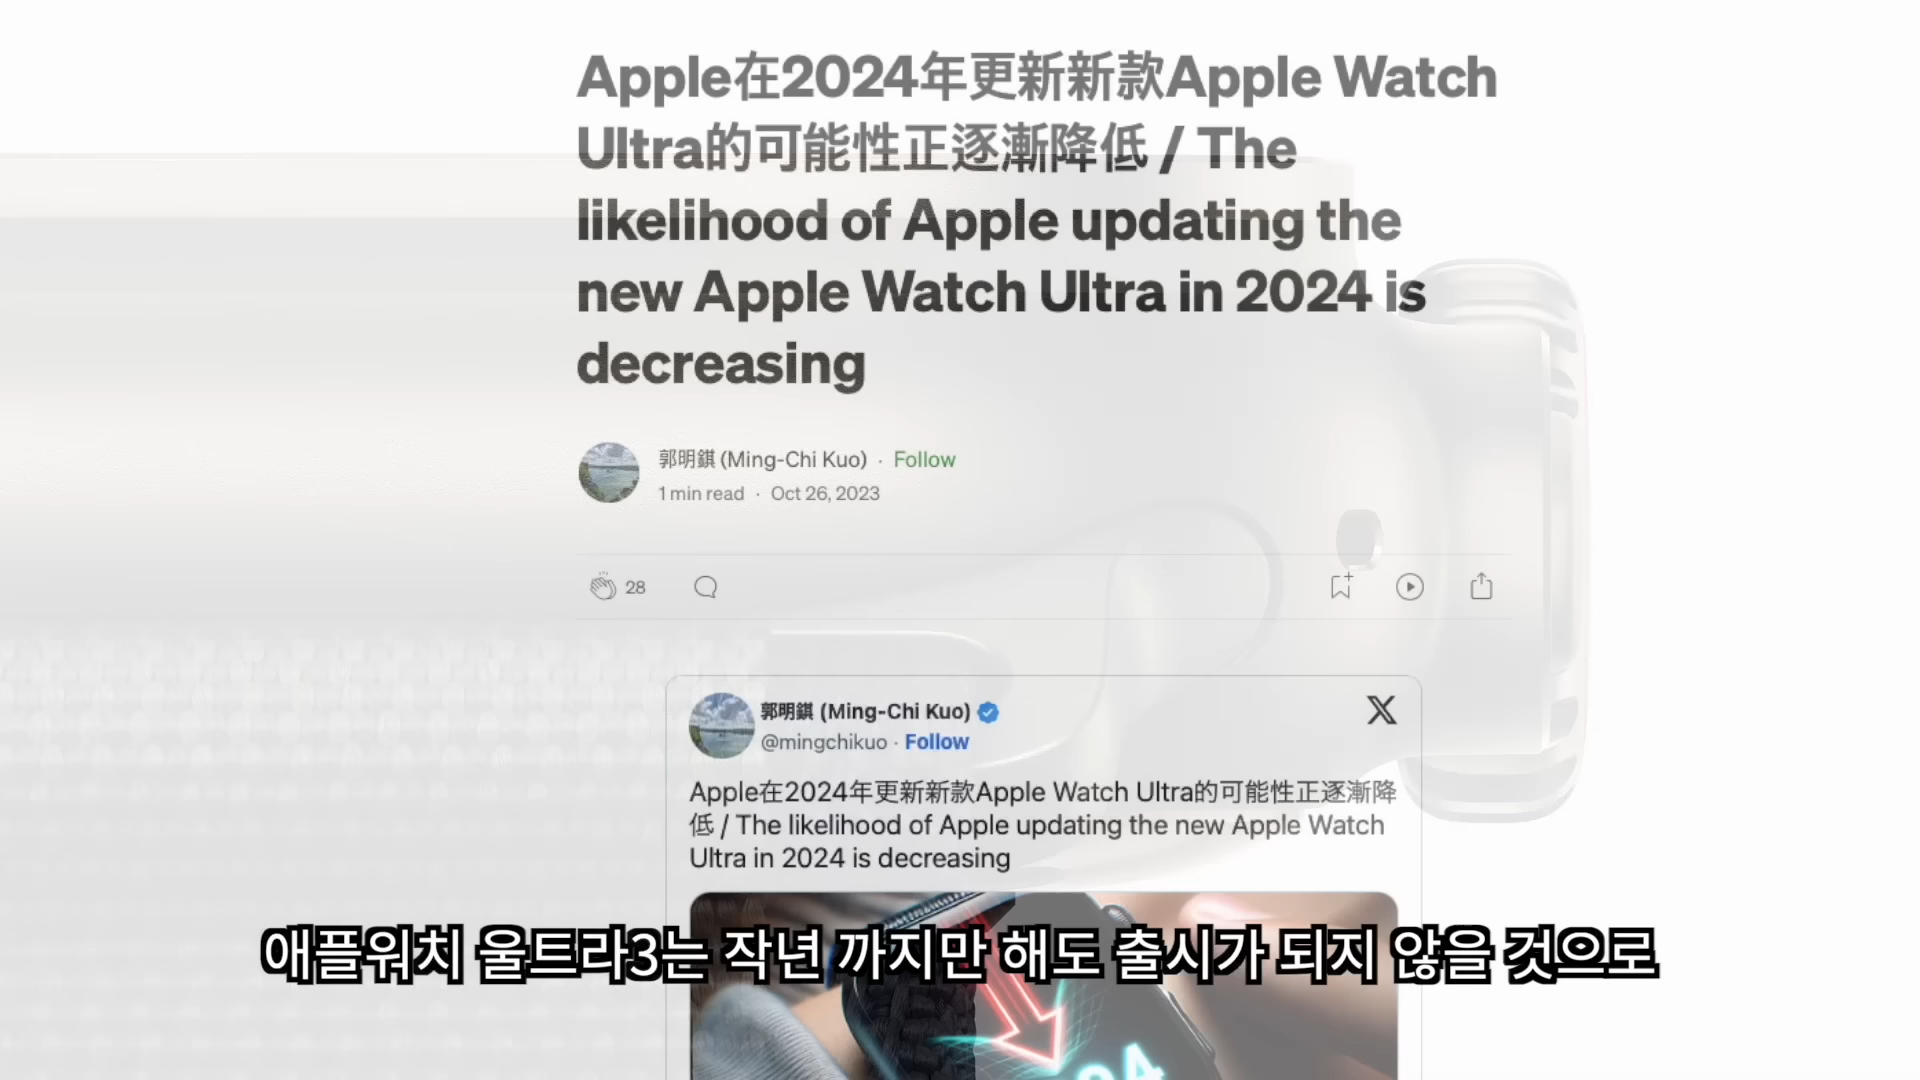 Apple在2024年更新新款Apple Watch
Ultra的可能性正逐漸降低 / The
likelihood of Apple updating the
new Apple Watch Ultra in 2024 is
decreasing
郭明錤 (Ming-Chi Kuo) · Follow
1 min read · Oct 26, 2023
28
郭明錤 (Ming-Chi Kuo)
@mingchikuo · Follow
Apple在2024年更新新款Apple Watch Ultra的可能性正逐漸降
低 / The likelihood of Apple updating the new Apple Watch
Ultra in 2024 is decreasing
애플워치 울트라3는 작년 까지만 해도 출시가 되지 않을 것으로
24